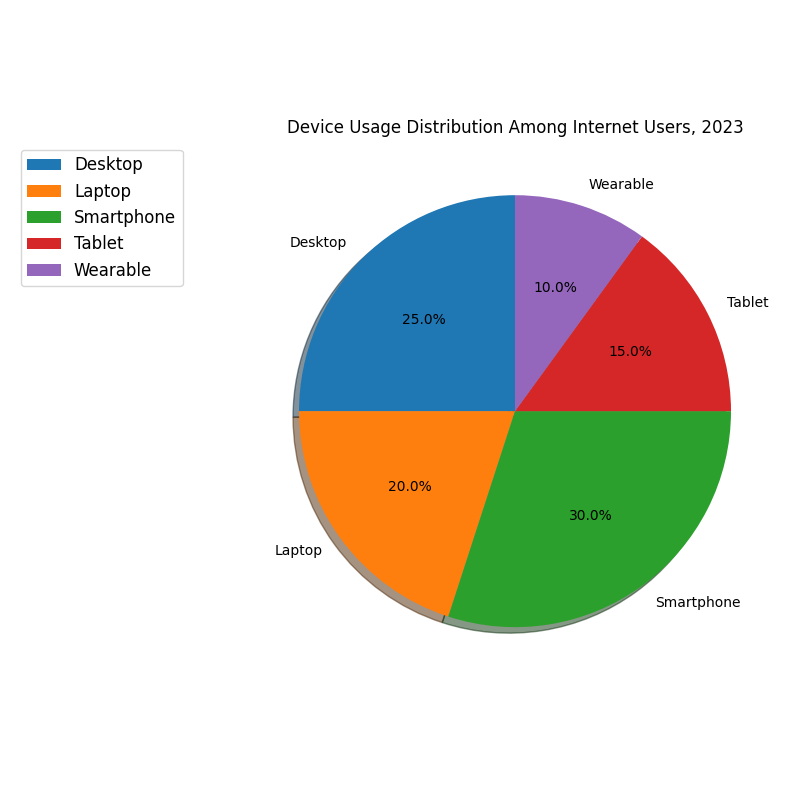 Device Usage Distribution Among Internet Users, 2023
Desktop
Laptop
Smartphone
Tablet
Wearable
Wearable
Desktop
Tablet
10.0%
25.0%
15.0%
20.0%
30.0%
Laptop
Smartphone